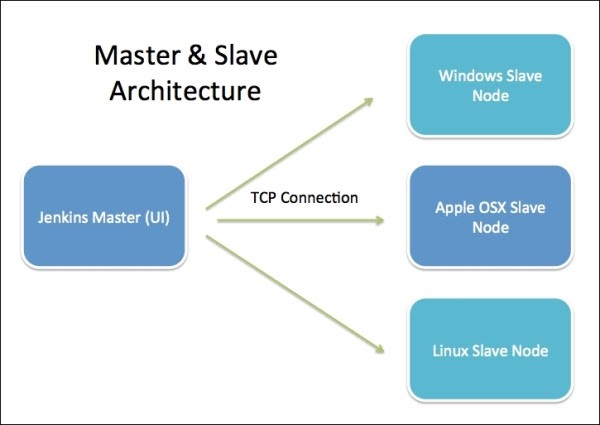 Master & Slave
Architecture
Windows Slave
Node
Jenkins Master (UI)
TCP Connection
Apple OSX Slave
Node
Linux Slave Node